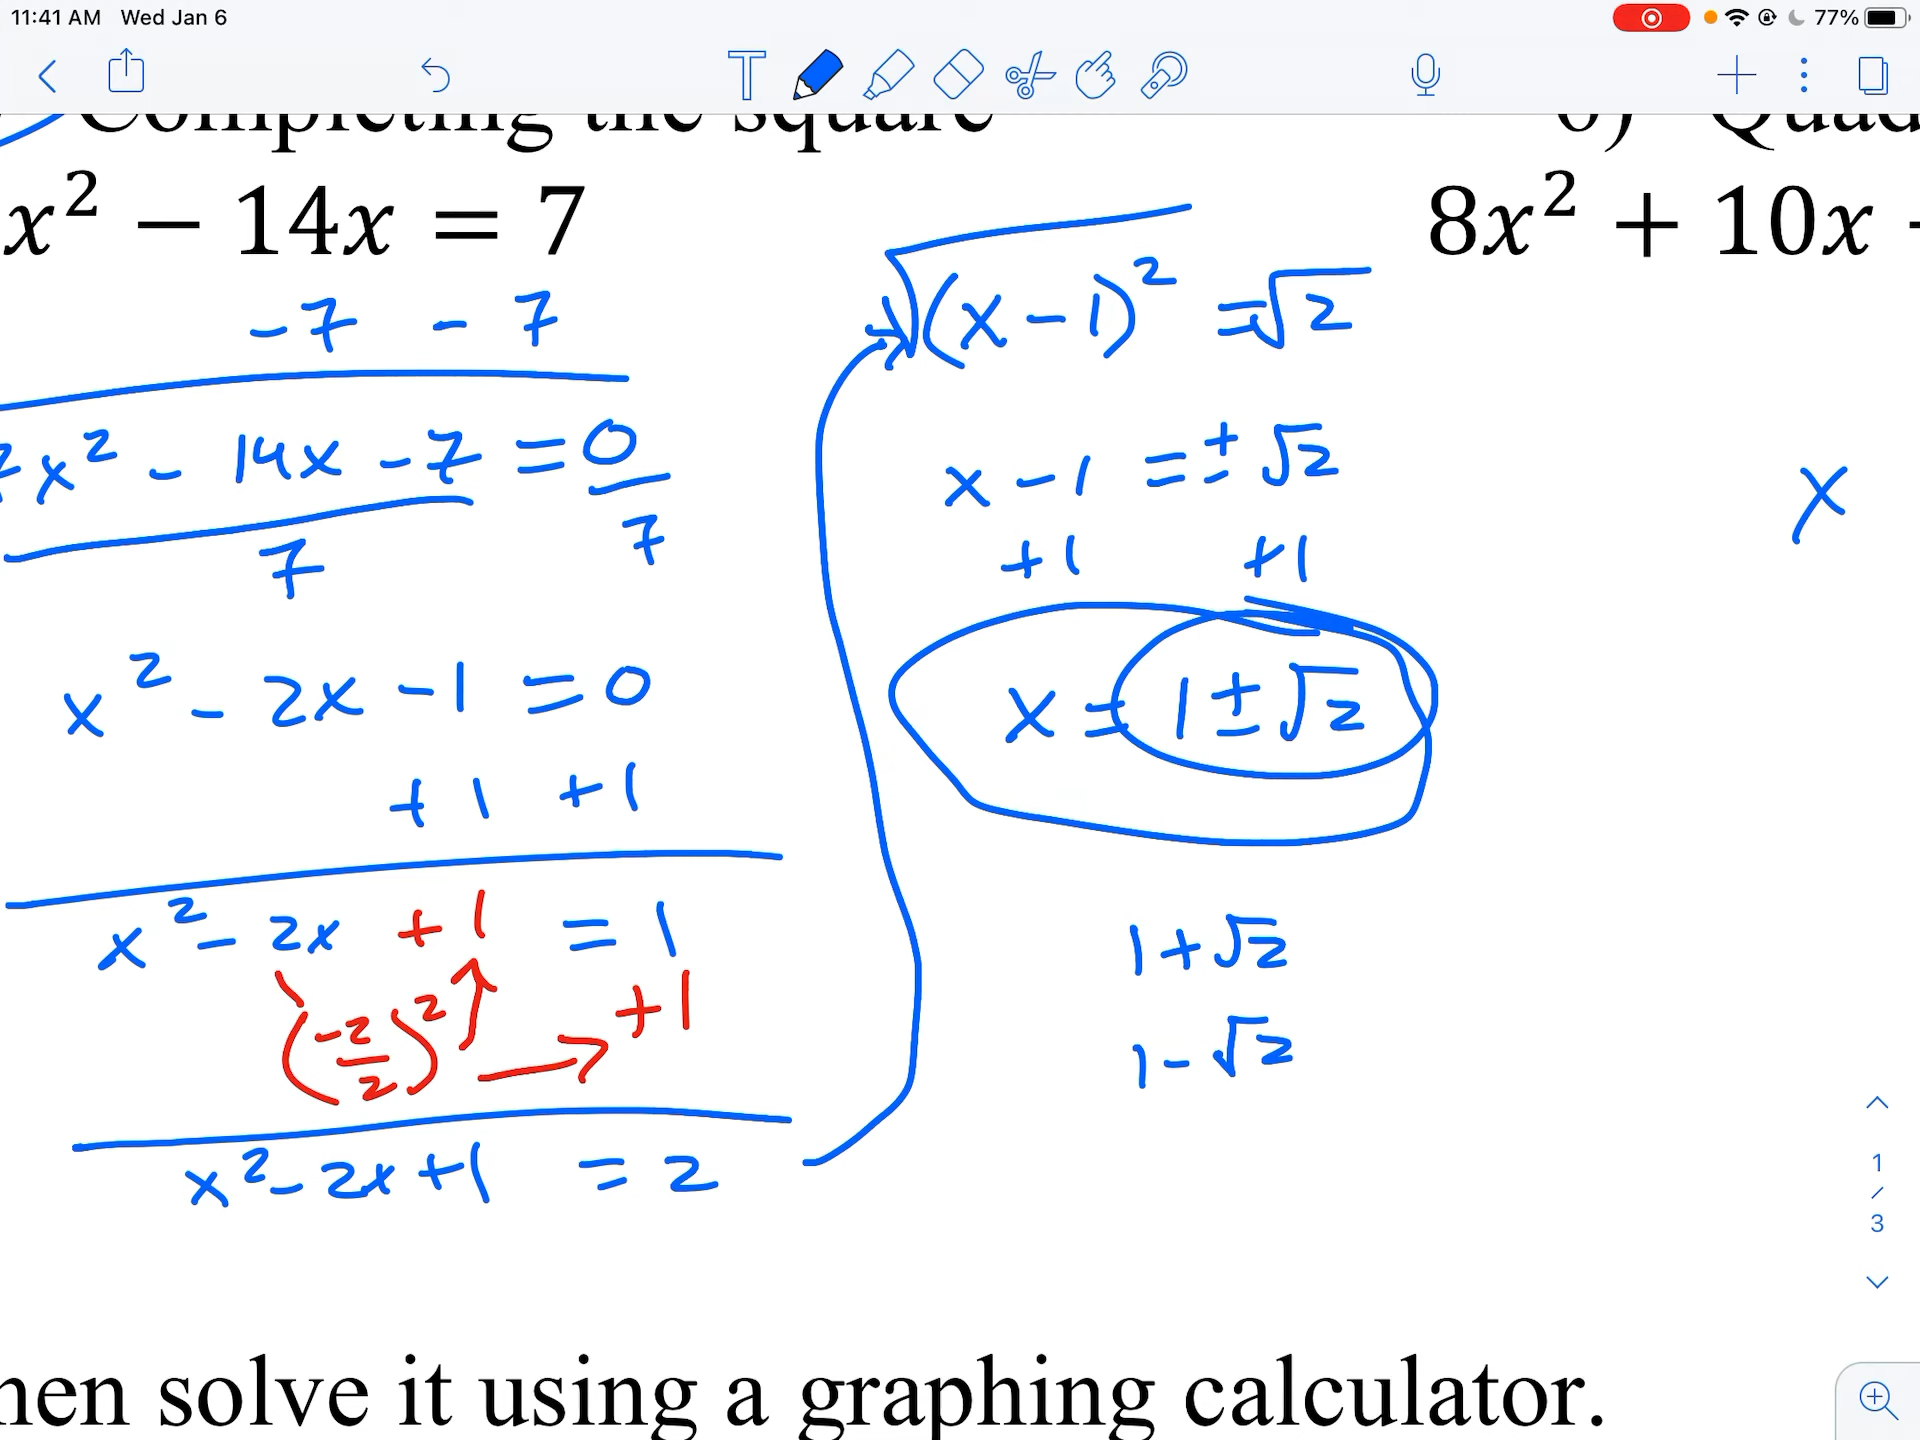 11:41 AM Wed Jan 6
77%
T
Completing the square
x² − 14x = 7
-7 - 7
7x² - 14x - 7 = 0
7 7
x² - 2x - 1 = 0
+ 1 + 1
x² - 2x + 1 = 1
(-2/2)² +1
x² - 2x + 1 = 2
√(x - 1)² = √2
x - 1 = ± √2
+1 +1
x = 1 ± √2
1 + √2
1 - √2
6) Quad
8x² + 10x -
x
1
/
3
hen solve it using a graphing calculator.